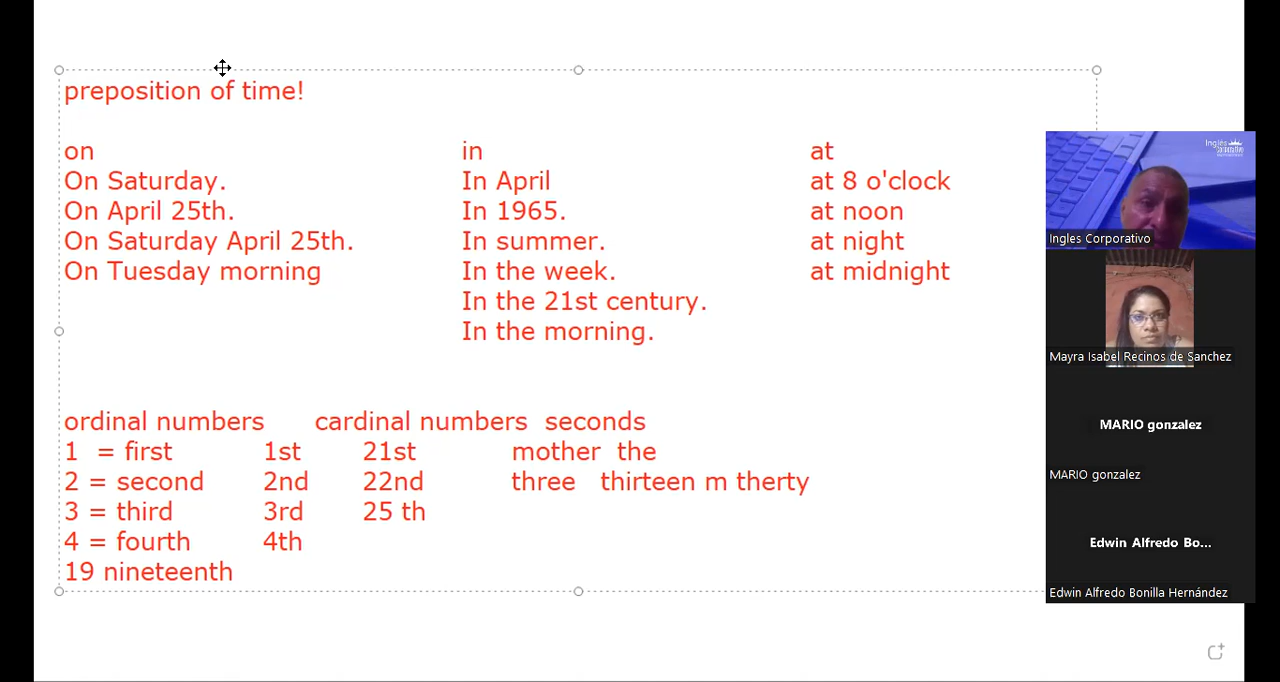 preposition of time!
on in at
On Saturday. In April at 8 o'clock
On April 25th. In 1965. at noon
On Saturday April 25th. In summer. at night
On Tuesday morning In the week. at midnight
In the 21st century.
In the morning.
ordinal numbers cardinal numbers seconds
1 = first 1st 21st mother the
2 = second 2nd 22nd three thirteen m therty
3 = third 3rd 25 th
4 = fourth 4th
19 nineteenth
Inglés
Corporativo
Ingles Corporativo
Mayra Isabel Recinos de Sanchez
MARIO gonzalez
MARIO gonzalez
Edwin Alfredo Bo...
Edwin Alfredo Bonilla Hernández